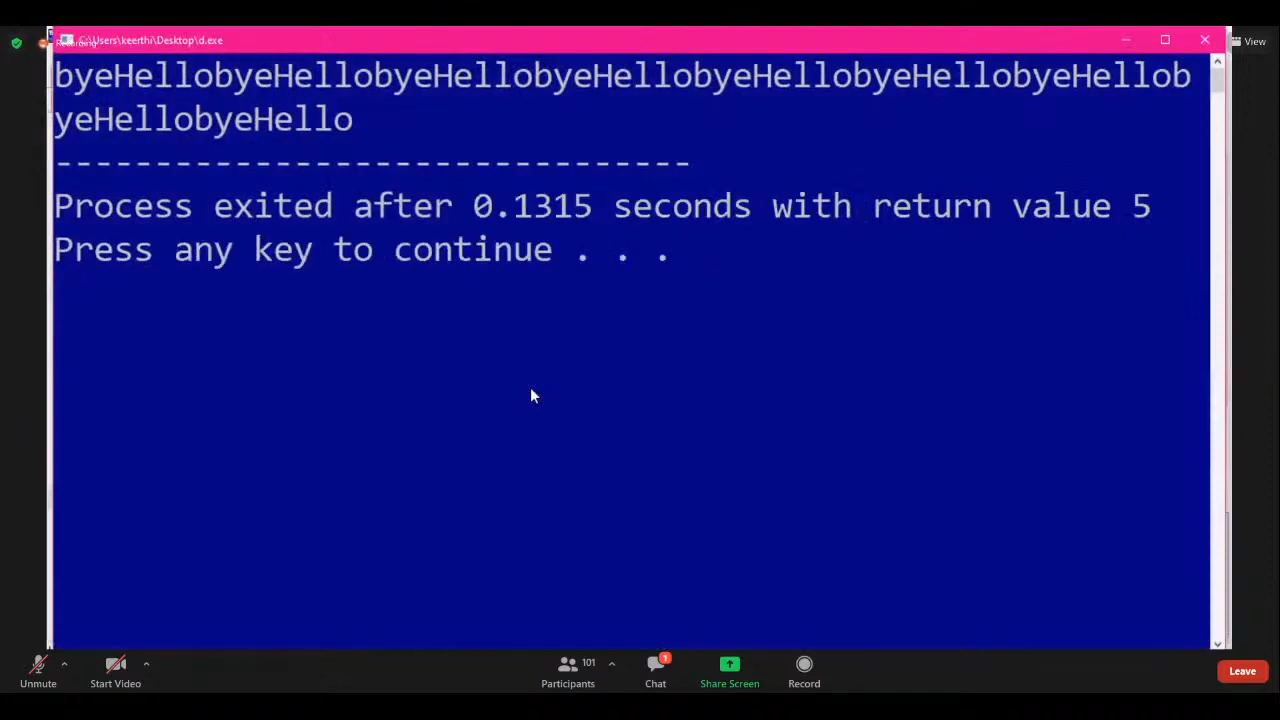 C:\Users\keerthi\Desktop\d.exe
Recording
View
byeHellobyeHellobyeHellobyeHellobyeHellobyeHellobyeHellob
yeHellobyeHello
--------------------------------
Process exited after 0.1315 seconds with return value 5
Press any key to continue . . .
101
1
Unmute
Start Video
Participants
Chat
Share Screen
Record
Leave